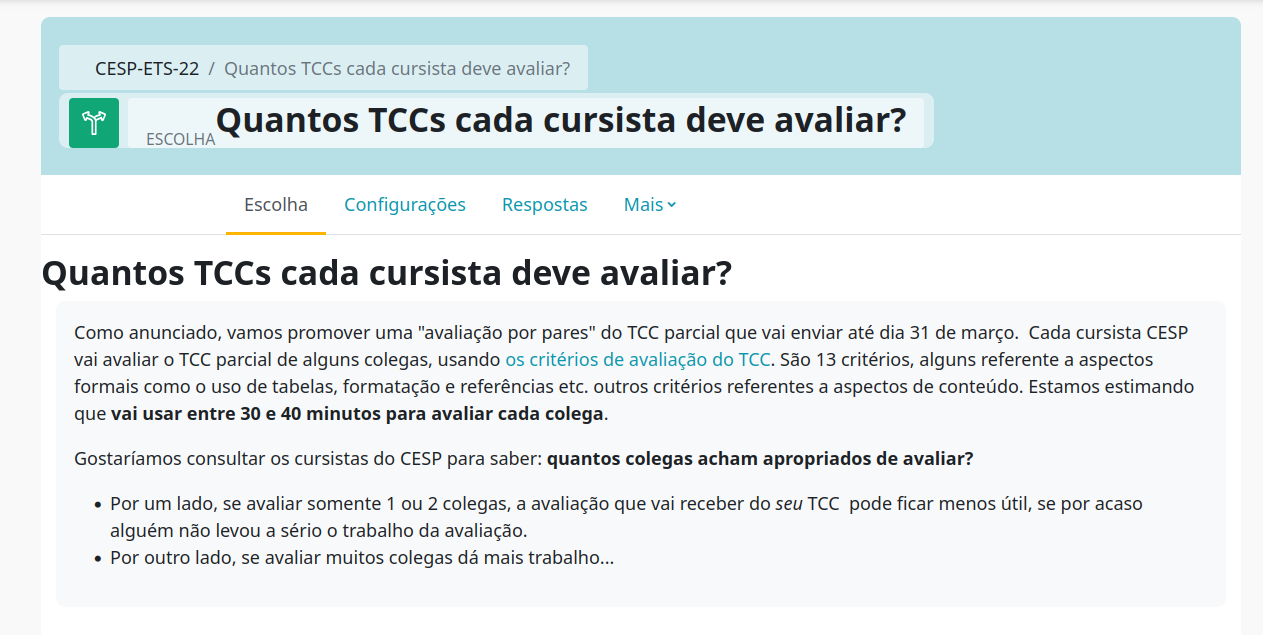 CESP-ETS-22 / Quantos TCCs cada cursista deve avaliar?
ESCOLHA Quantos TCCs cada cursista deve avaliar?
Escolha Configurações Respostas Mais
Quantos TCCs cada cursista deve avaliar?
Como anunciado, vamos promover uma "avaliação por pares" do TCC parcial que vai enviar até dia 31 de março. Cada cursista CESP
vai avaliar o TCC parcial de alguns colegas, usando os critérios de avaliação do TCC. São 13 critérios, alguns referente a aspectos
formais como o uso de tabelas, formatação e referências etc. outros critérios referentes a aspectos de conteúdo. Estamos estimando
que vai usar entre 30 e 40 minutos para avaliar cada colega.
Gostaríamos consultar os cursistas do CESP para saber: quantos colegas acham apropriados de avaliar?
• Por um lado, se avaliar somente 1 ou 2 colegas, a avaliação que vai receber do seu TCC pode ficar menos útil, se por acaso
alguém não levou a sério o trabalho da avaliação.
• Por outro lado, se avaliar muitos colegas dá mais trabalho...